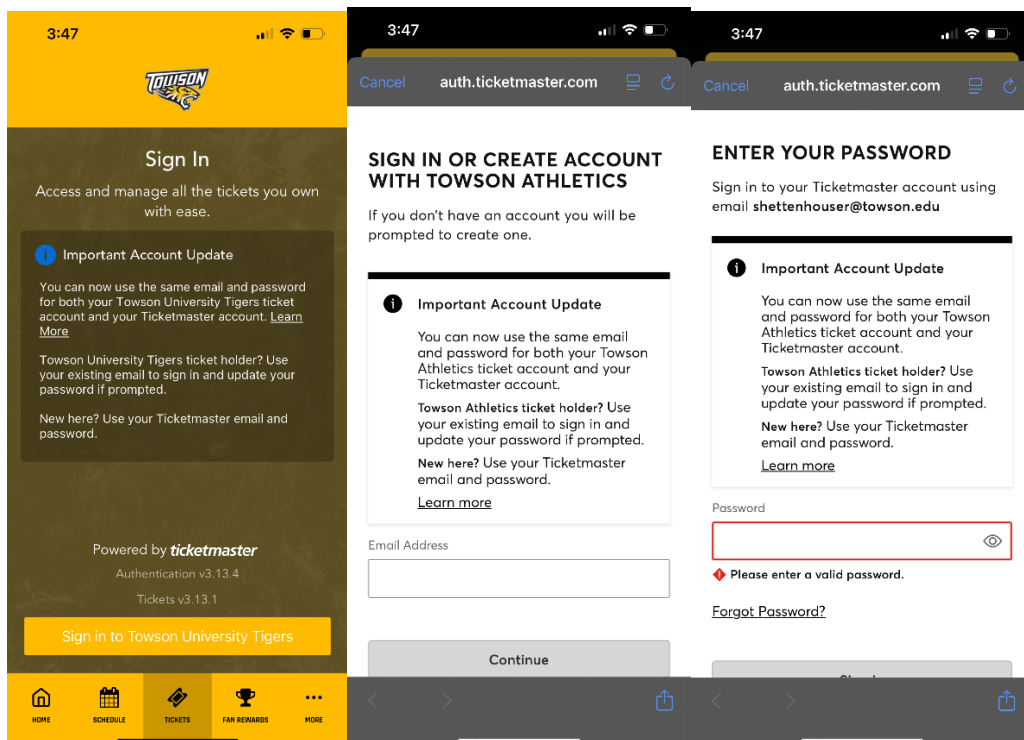 3:47
TOWSON
Sign In
Access and manage all the tickets you own
with ease.
Important Account Update
You can now use the same email and password
for both your Towson University Tigers ticket
account and your Ticketmaster account. Learn
More
Towson University Tigers ticket holder? Use
your existing email to sign in and update your
password if prompted.
New here? Use your Ticketmaster email and
password.
Powered by ticketmaster
Authentication v3.13.4
Tickets v3.13.1
Sign in to Towson University Tigers
HOME SCHEDULE TICKETS FAN REWARDS MORE
3:47
Cancel auth.ticketmaster.com
SIGN IN OR CREATE ACCOUNT
WITH TOWSON ATHLETICS
If you don't have an account you will be
prompted to create one.
Important Account Update
You can now use the same email
and password for both your Towson
Athletics ticket account and your
Ticketmaster account.
Towson Athletics ticket holder? Use
your existing email to sign in and
update your password if prompted.
New here? Use your Ticketmaster
email and password.
Learn more
Email Address
Continue
3:47
Cancel auth.ticketmaster.com
ENTER YOUR PASSWORD
Sign in to your Ticketmaster account using
email shettenhouser@towson.edu
Important Account Update
You can now use the same email
and password for both your Towson
Athletics ticket account and your
Ticketmaster account.
Towson Athletics ticket holder? Use
your existing email to sign in and
update your password if prompted.
New here? Use your Ticketmaster
email and password.
Learn more
Password
Please enter a valid password.
Forgot Password?